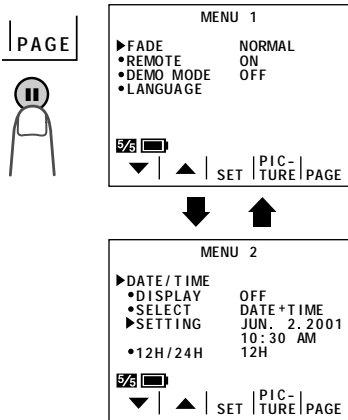 PAGE
MENU 1
▶FADE NORMAL
•REMOTE ON
•DEMO MODE OFF
•LANGUAGE
5/5
SET PIC-TURE PAGE
MENU 2
▶DATE/TIME
•DISPLAY OFF
•SELECT DATE+TIME
▶SETTING JUN. 2.2001
10:30 AM
•12H/24H 12H
5/5
SET PIC-TURE PAGE